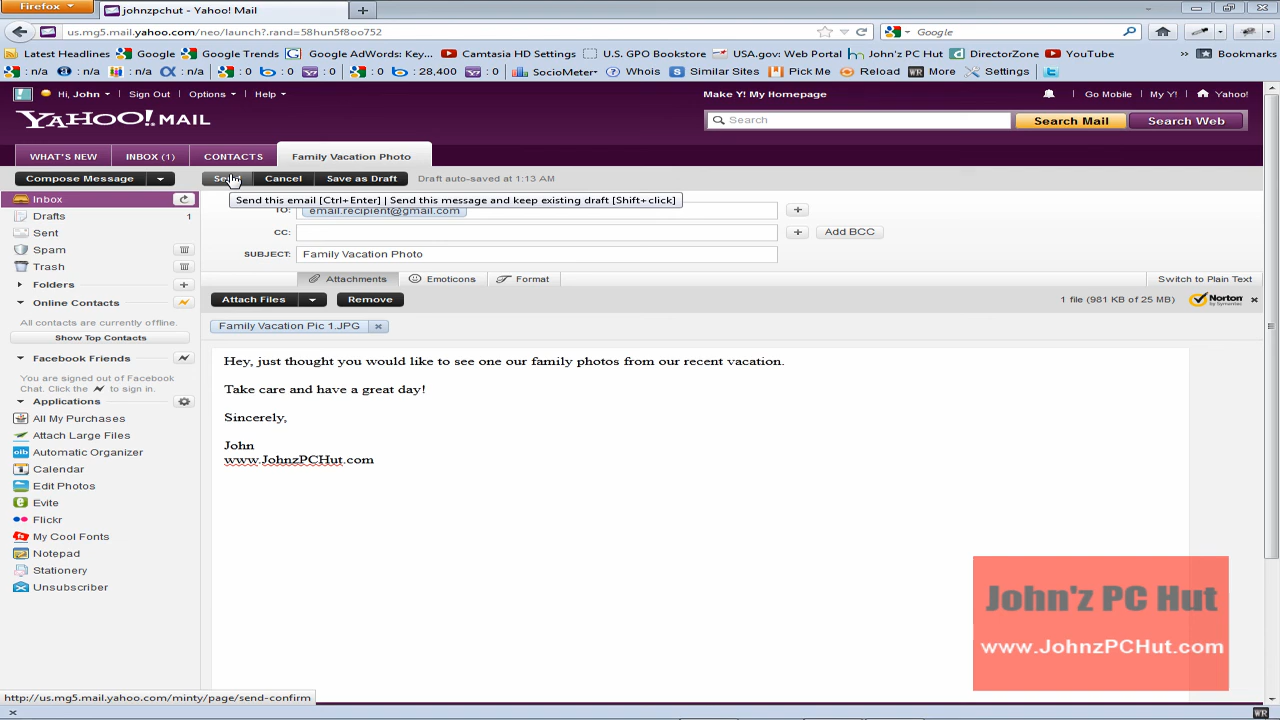 Firefox
johnzpchut - Yahoo! Mail
us.mg5.mail.yahoo.com/neo/launch?.rand=58hun5f8oo752
Google
Latest Headlines Google Google Trends Google AdWords: Key... Camtasia HD Settings U.S. GPO Bookstore USA.gov: Web Portal John'z PC Hut DirectorZone YouTube Bookmarks
: n/a : n/a : n/a : n/a : 0 : 0 : 0 : 0 : 28,400 : 0 SocioMeter Whois Similar Sites Pick Me Reload More Settings
Hi, John Sign Out Options Help Make Y! My Homepage Go Mobile My Y! Yahoo!
YAHOO! MAIL Search Search Mail Search Web
WHAT'S NEW INBOX (1) CONTACTS Family Vacation Photo
Compose Message Send Cancel Save as Draft Draft auto-saved at 1:13 AM
Inbox
Send this email [Ctrl+Enter] | Send this message and keep existing draft [Shift+click]
TO: email.recipient@gmail.com
Drafts 1
Sent
CC: Add BCC
Spam
SUBJECT: Family Vacation Photo
Trash
Attachments Emoticons Format Switch to Plain Text
Folders
Attach Files Remove 1 file (981 KB of 25 MB) Norton by Symantec
Online Contacts
All contacts are currently offline.
Family Vacation Pic 1.JPG
Show Top Contacts
Facebook Friends
You are signed out of Facebook
Chat. Click the to sign in.
Applications
All My Purchases
Attach Large Files
Automatic Organizer
Calendar
Edit Photos
Evite
Flickr
My Cool Fonts
Notepad
Stationery
Unsubscriber
Hey, just thought you would like to see one our family photos from our recent vacation.
Take care and have a great day!
Sincerely,
John
www.JohnzPCHut.com
John'z PC Hut
www.JohnzPCHut.com
http://us.mg5.mail.yahoo.com/minty/page/send-confirm
WR